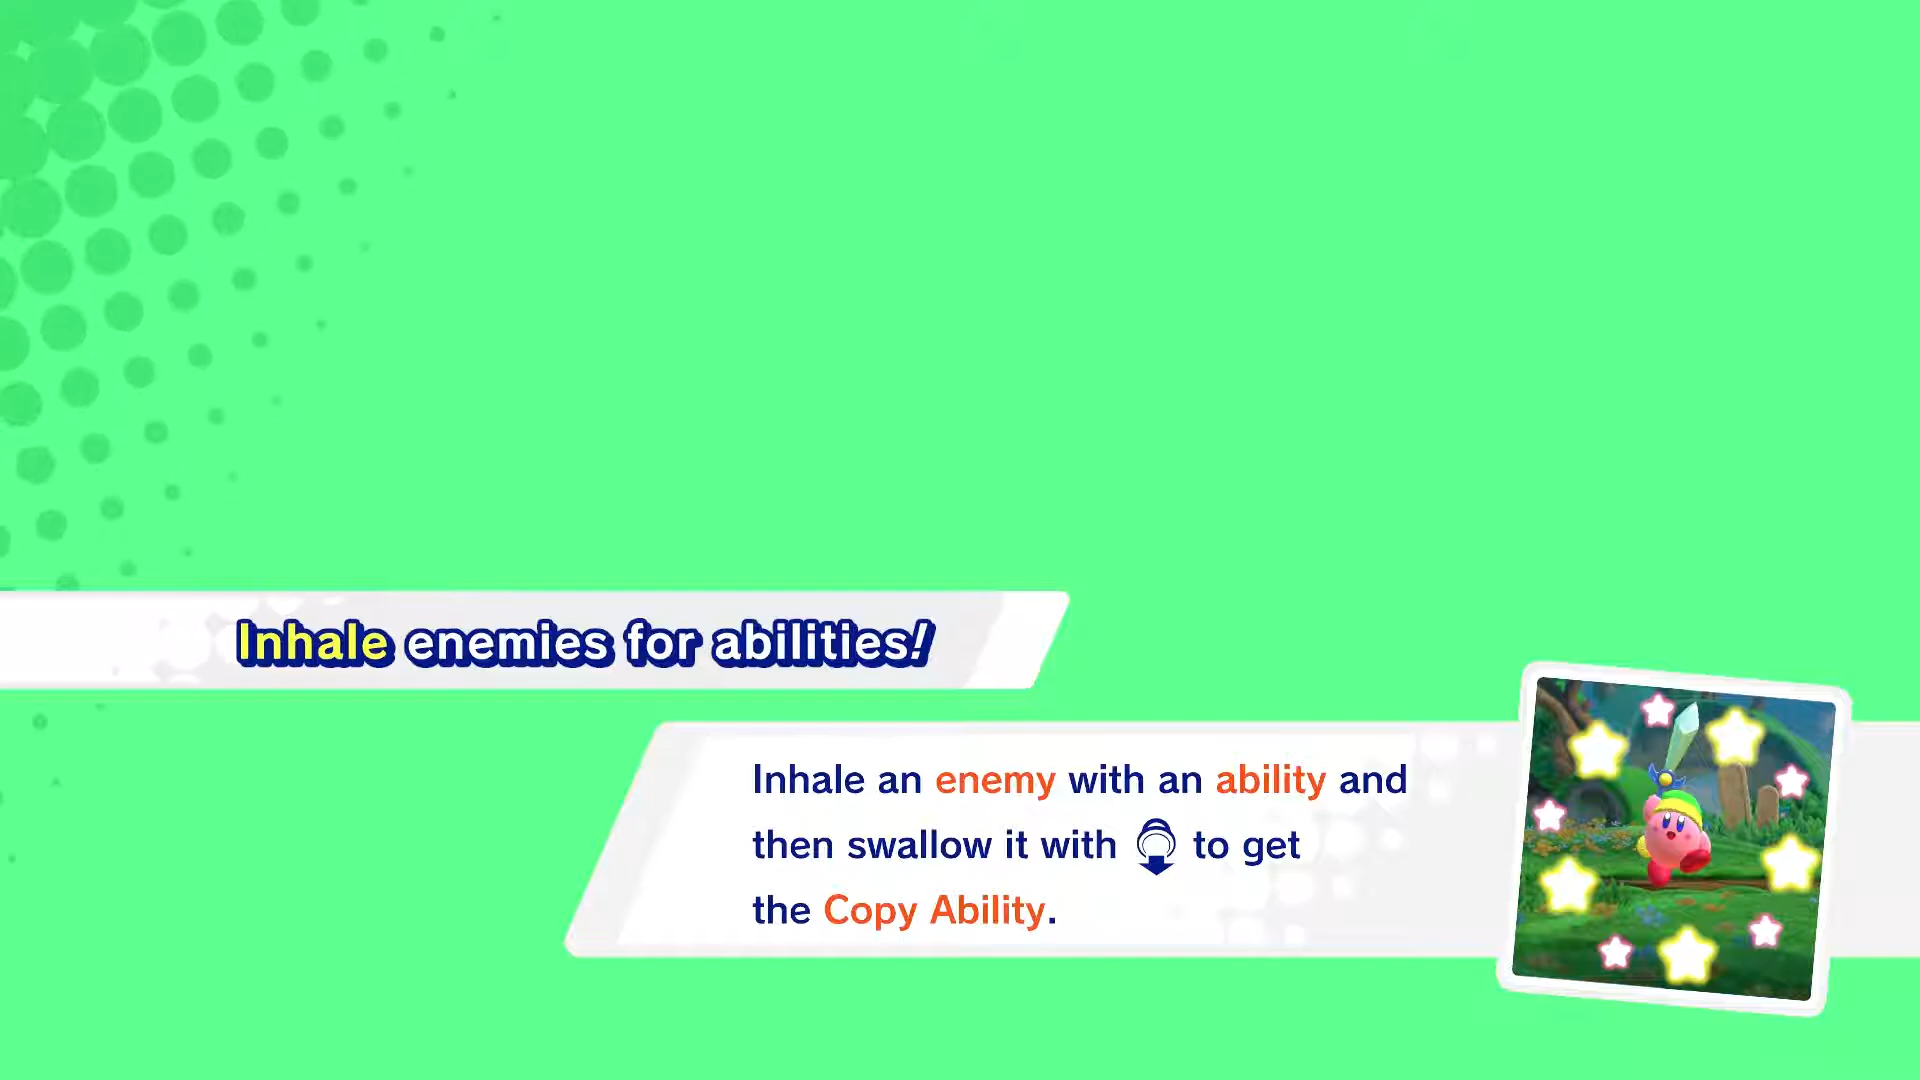 Inhale enemies for abilities!
Inhale an enemy with an ability and
then swallow it with to get
the Copy Ability.